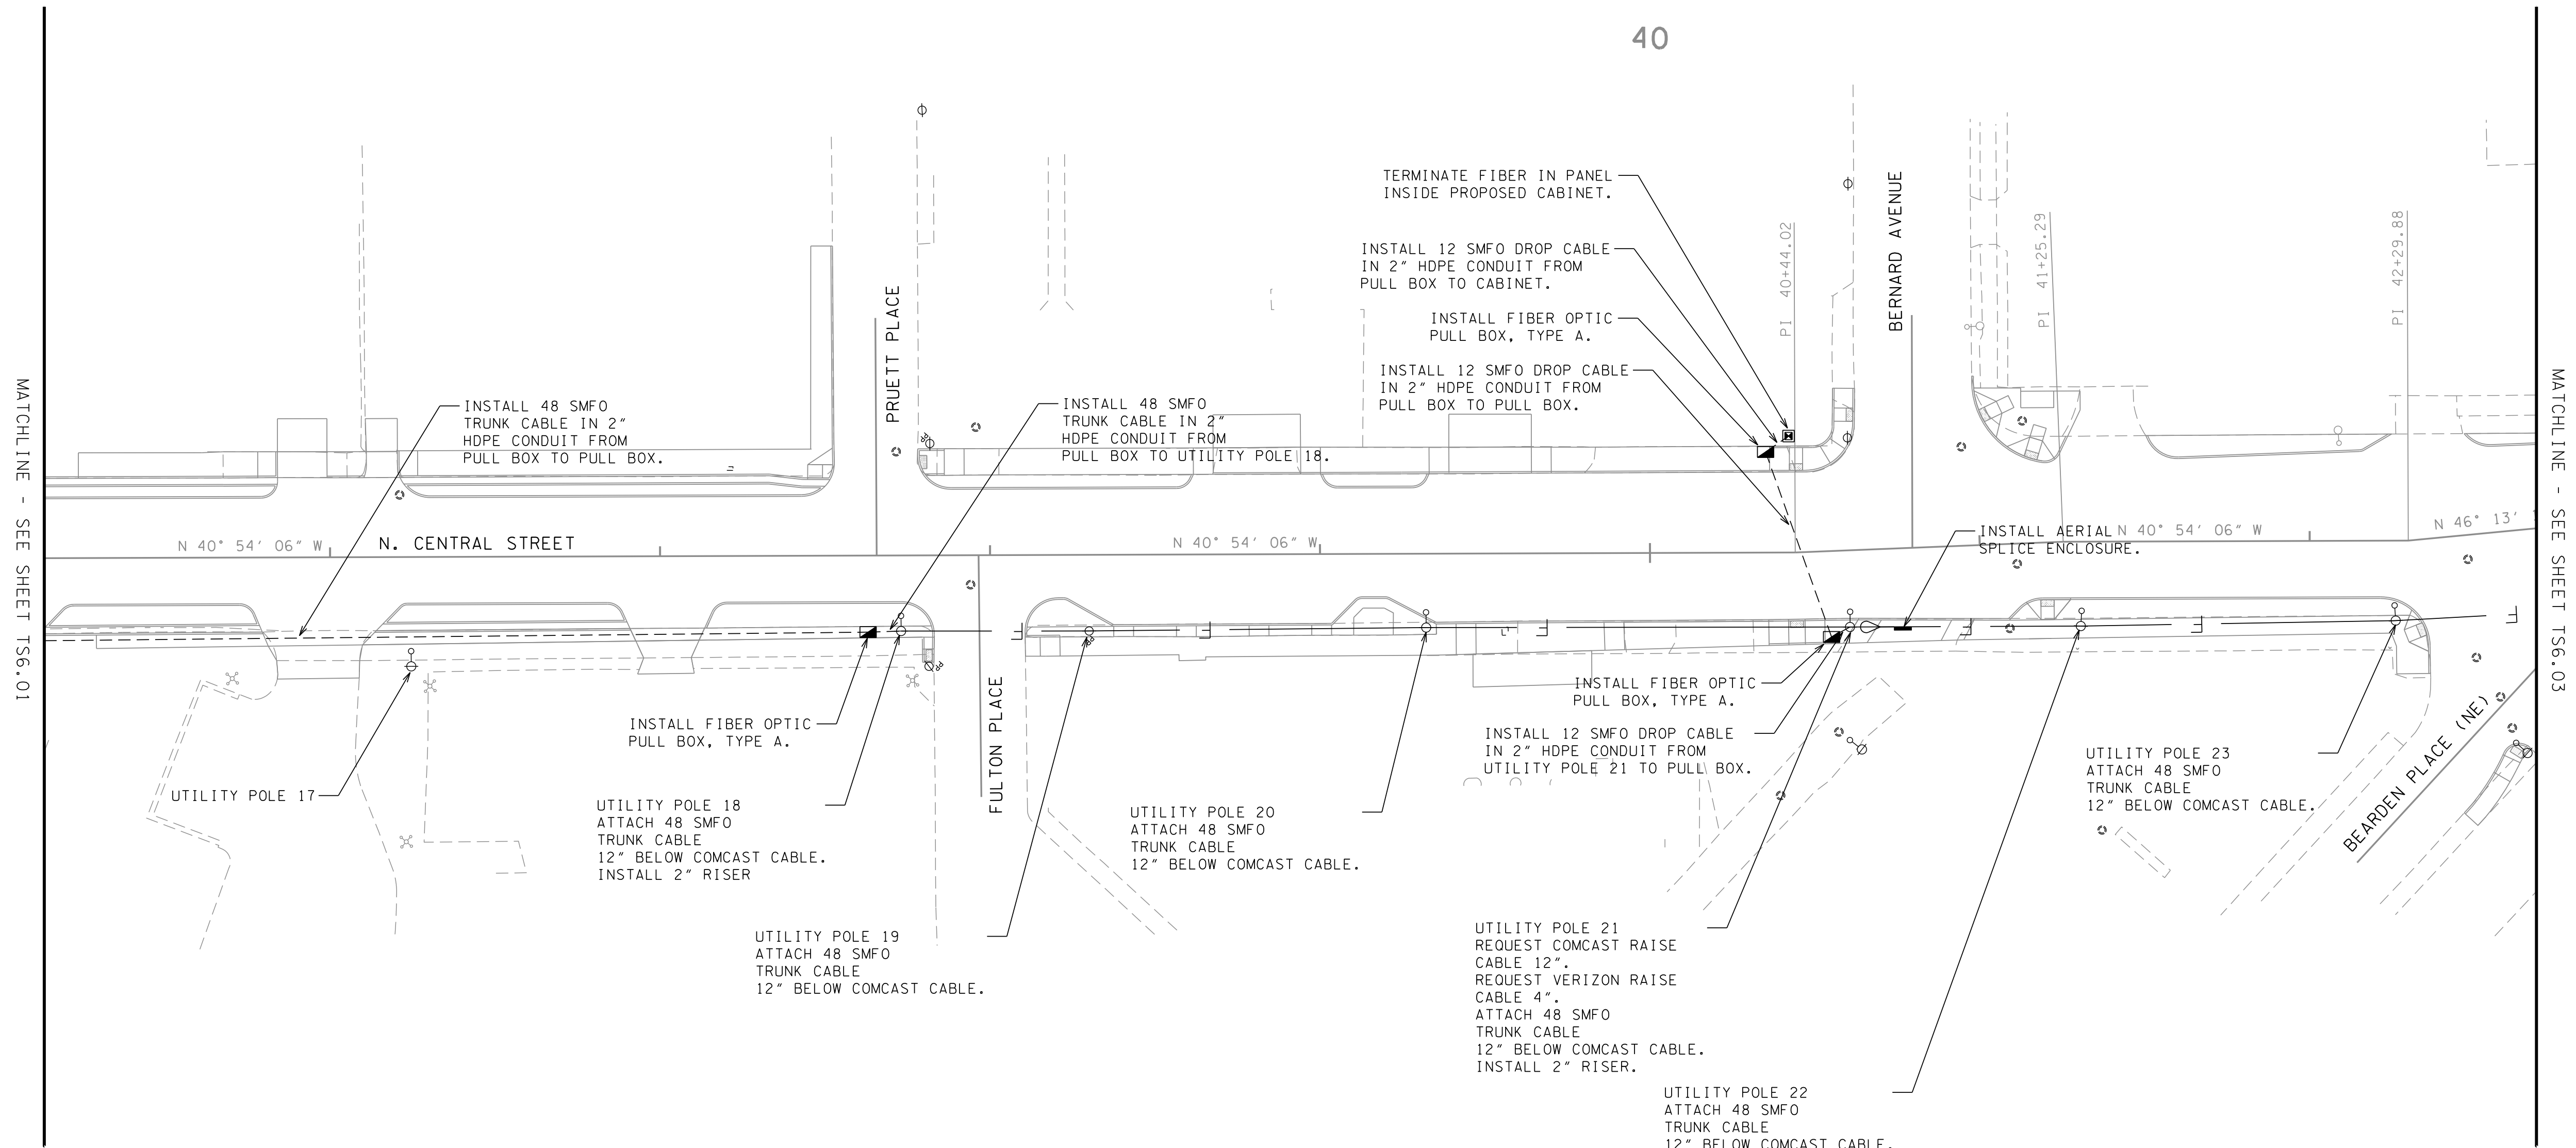 40
TERMINATE FIBER IN PANEL
INSIDE PROPOSED CABINET.
INSTALL 12 SMFO DROP CABLE
IN 2″ HDPE CONDUIT FROM
PULL BOX TO CABINET.
INSTALL FIBER OPTIC
PULL BOX, TYPE A.
INSTALL 12 SMFO DROP CABLE
IN 2″ HDPE CONDUIT FROM
PULL BOX TO PULL BOX.
PI 40+44.02
BERNARD AVENUE
PI 41+25.29
PI 42+29.88
PRUETT PLACE
MATCHLINE - SEE SHEET TS6.01
MATCHLINE - SEE SHEET TS6.03
INSTALL 48 SMFO
TRUNK CABLE IN 2″
HDPE CONDUIT FROM
PULL BOX TO PULL BOX.
INSTALL 48 SMFO
TRUNK CABLE IN 2″
HDPE CONDUIT FROM
PULL BOX TO UTILITY POLE 18.
PP
N 40° 54′ 06″ W
N. CENTRAL STREET
N 40° 54′ 06″ W
INSTALL AERIAL
SPLICE ENCLOSURE.
N 40° 54′ 06″ W
N 46° 13′
PP
INSTALL FIBER OPTIC
PULL BOX, TYPE A.
UTILITY POLE 17
FULTON PLACE
INSTALL FIBER OPTIC
PULL BOX, TYPE A.
INSTALL 12 SMFO DROP CABLE
IN 2″ HDPE CONDUIT FROM
UTILITY POLE 21 TO PULL BOX.
BEARDEN PLACE (NE)
UTILITY POLE 23
ATTACH 48 SMFO
TRUNK CABLE
12″ BELOW COMCAST CABLE.
UTILITY POLE 18
ATTACH 48 SMFO
TRUNK CABLE
12″ BELOW COMCAST CABLE.
INSTALL 2″ RISER
UTILITY POLE 20
ATTACH 48 SMFO
TRUNK CABLE
12″ BELOW COMCAST CABLE.
UTILITY POLE 19
ATTACH 48 SMFO
TRUNK CABLE
12″ BELOW COMCAST CABLE.
UTILITY POLE 21
REQUEST COMCAST RAISE
CABLE 12″.
REQUEST VERIZON RAISE
CABLE 4″.
ATTACH 48 SMFO
TRUNK CABLE
12″ BELOW COMCAST CABLE.
INSTALL 2″ RISER.
UTILITY POLE 22
ATTACH 48 SMFO
TRUNK CABLE
12″ BELOW COMCAST CABLE.